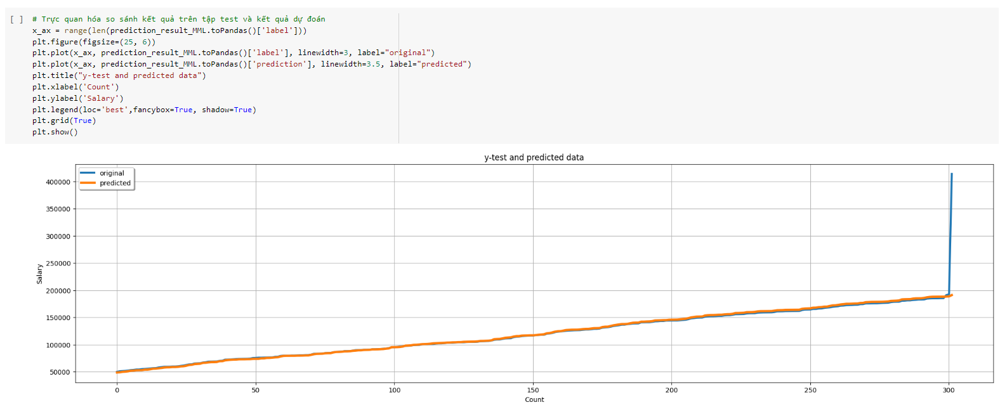 [ ] # Trực quan hóa so sánh kết quả trên tập test và kết quả dự đoán
x_ax = range(len(prediction_result_MML.toPandas()['label']))
plt.figure(figsize=(25, 6))
plt.plot(x_ax, prediction_result_MML.toPandas()['label'], linewidth=3, label="original")
plt.plot(x_ax, prediction_result_MML.toPandas()['prediction'], linewidth=3.5, label="predicted")
plt.title("y-test and predicted data")
plt.xlabel('Count')
plt.ylabel('Salary')
plt.legend(loc='best',fancybox=True, shadow=True)
plt.grid(True)
plt.show()
y-test and predicted data
original
predicted
400000
350000
300000
250000
200000
150000
100000
50000
Salary
0 50 100 150 200 250 300
Count